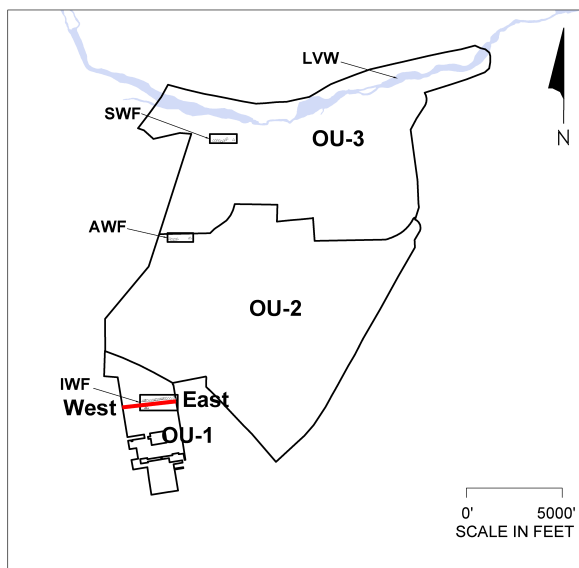 LVW
SWF
OU-3
N
AWF
OU-2
IWF
West East
OU-1
0' 5000'
SCALE IN FEET